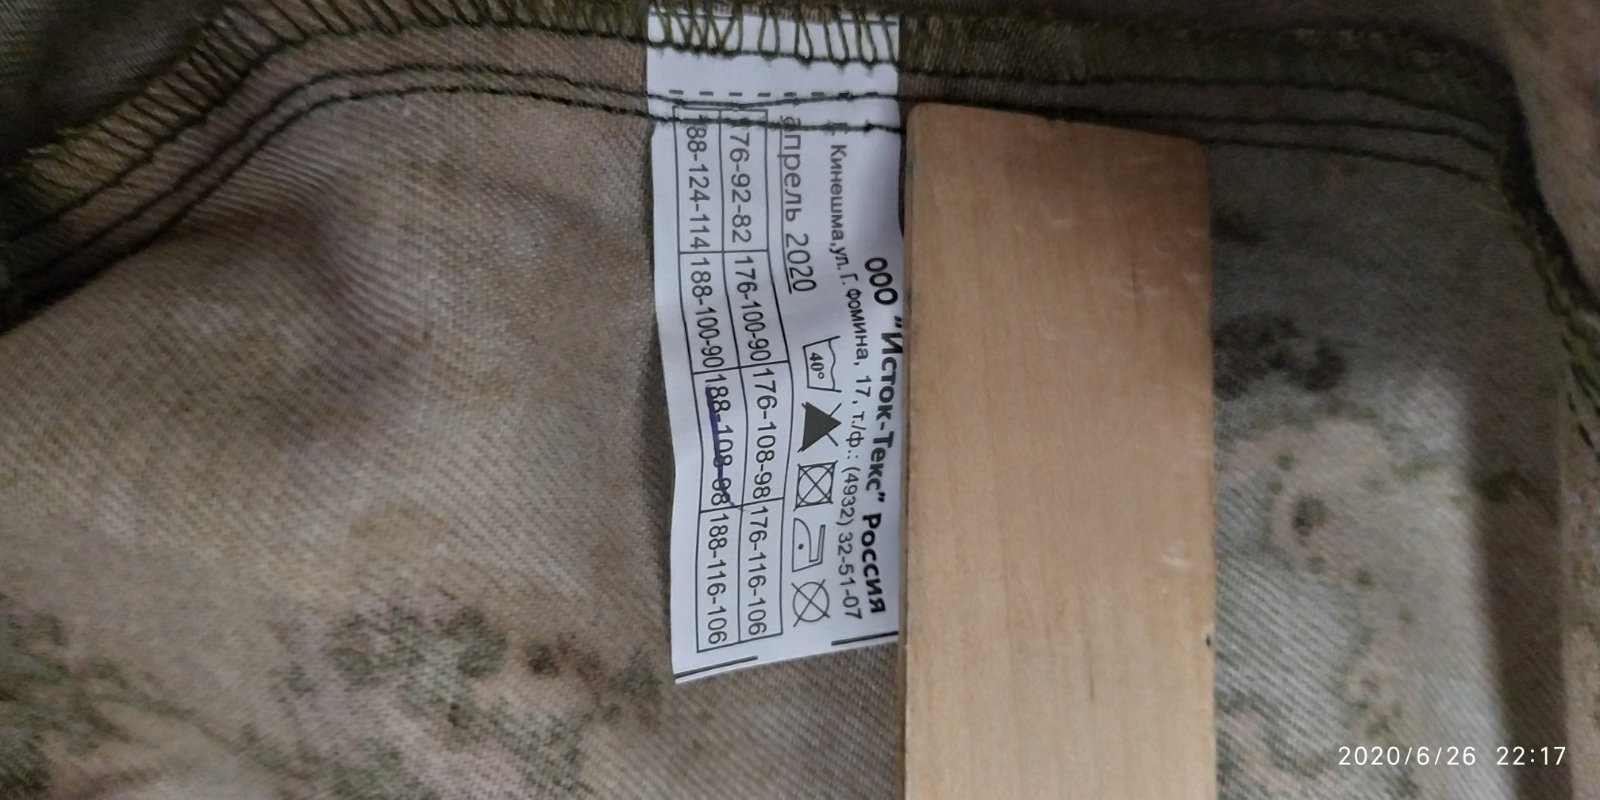 ООО "Исток-Текс" Россия
г. Кинешма,ул. Г. Фомина, 17, т./ф.: (4932) 32-51-07
апрель 2020 40°
176-92-82 176-100-90 176-108-98 176-116-106
188-124-114 188-100-90 188-108-98 188-116-106
2020/6/26 22:17